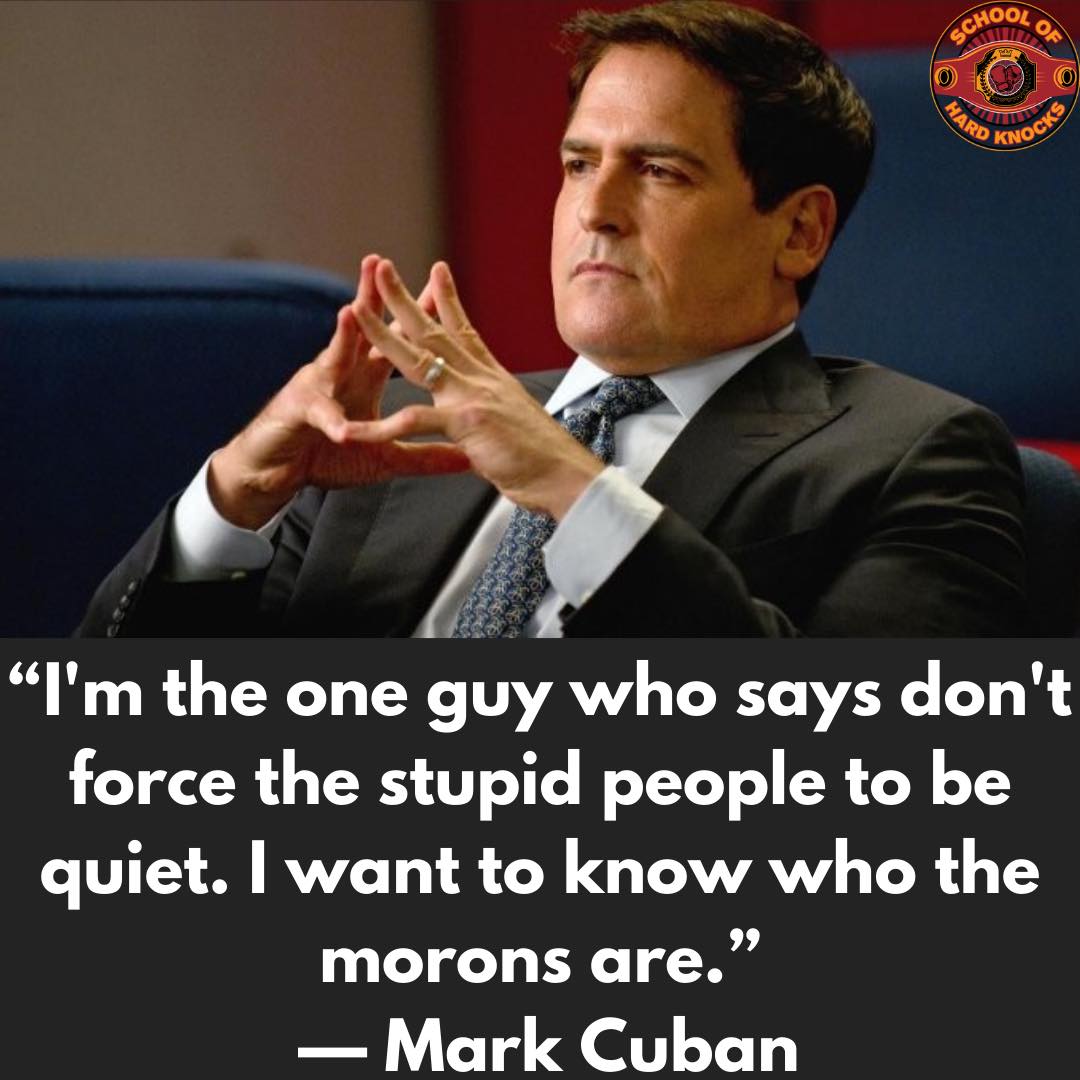 SCHOOL OF
HARD KNOCKS
“I'm the one guy who says don't
force the stupid people to be
quiet. I want to know who the
morons are.”
— Mark Cuban